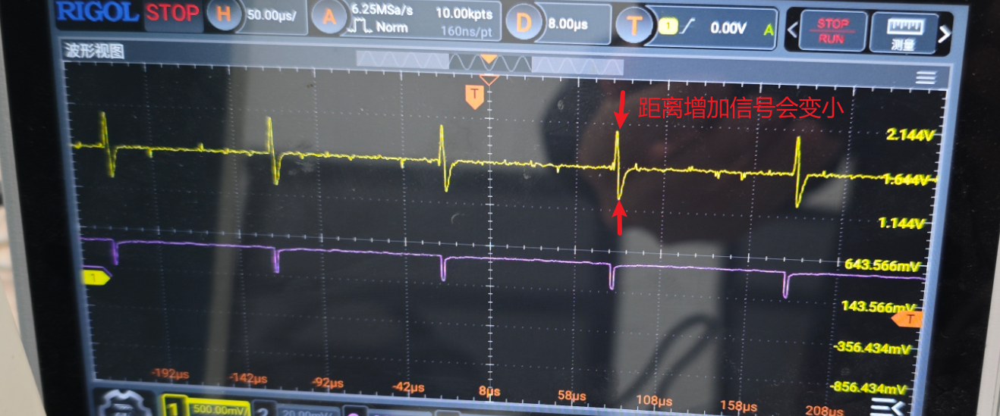 RIGOL STOP H 50.00µs/ A 6.25MSa/s 10.00kpts D 8.00µs T 1 0.00V A STOP
Norm 160ns/pt RUN 测量
波形视图
T
距离增加信号会变小
2.144V
1.644V
1.144V
643.566mV
1
143.566mV
T
-356.434mV
-856.434mV
-192µs -142µs -92µs -42µs 8µs 58µs 108µs 158µs 208µs
1 500.00mV/ 2 20.00mV/